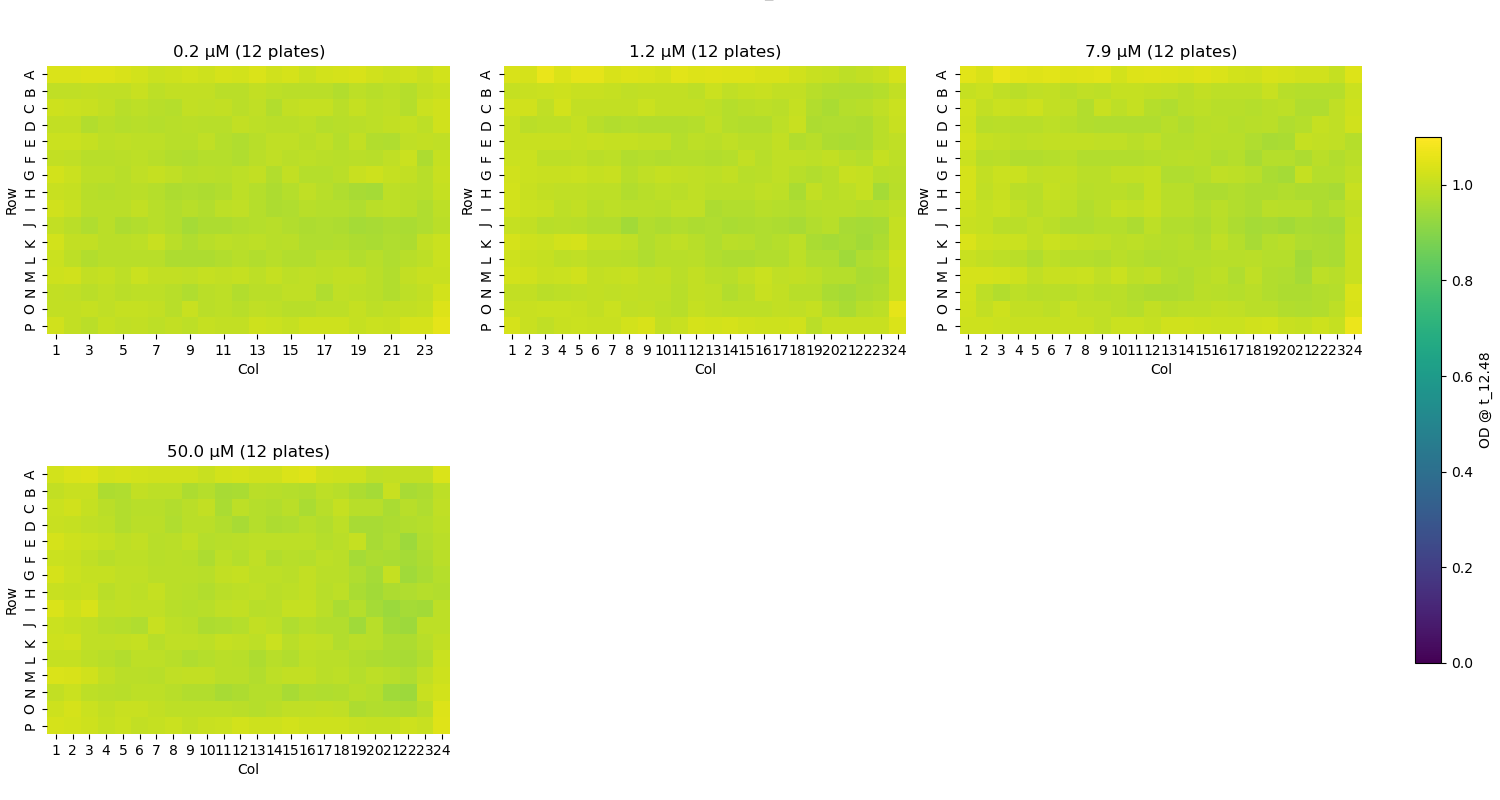 0.2 µM (12 plates)
A B C D E F G H I J K L M N O P
Row
1 3 5 7 9 11 13 15 17 19 21 23
Col
1.2 µM (12 plates)
A B C D E F G H I J K L M N O P
Row
1 2 3 4 5 6 7 8 9 10 11 12 13 14 15 16 17 18 19 20 21 22 23 24
Col
7.9 µM (12 plates)
A B C D E F G H I J K L M N O P
Row
1 2 3 4 5 6 7 8 9 10 11 12 13 14 15 16 17 18 19 20 21 22 23 24
Col
50.0 µM (12 plates)
A B C D E F G H I J K L M N O P
Row
1 2 3 4 5 6 7 8 9 10 11 12 13 14 15 16 17 18 19 20 21 22 23 24
Col
1.0
0.8
0.6
0.4
0.2
0.0
OD @ t_12.48